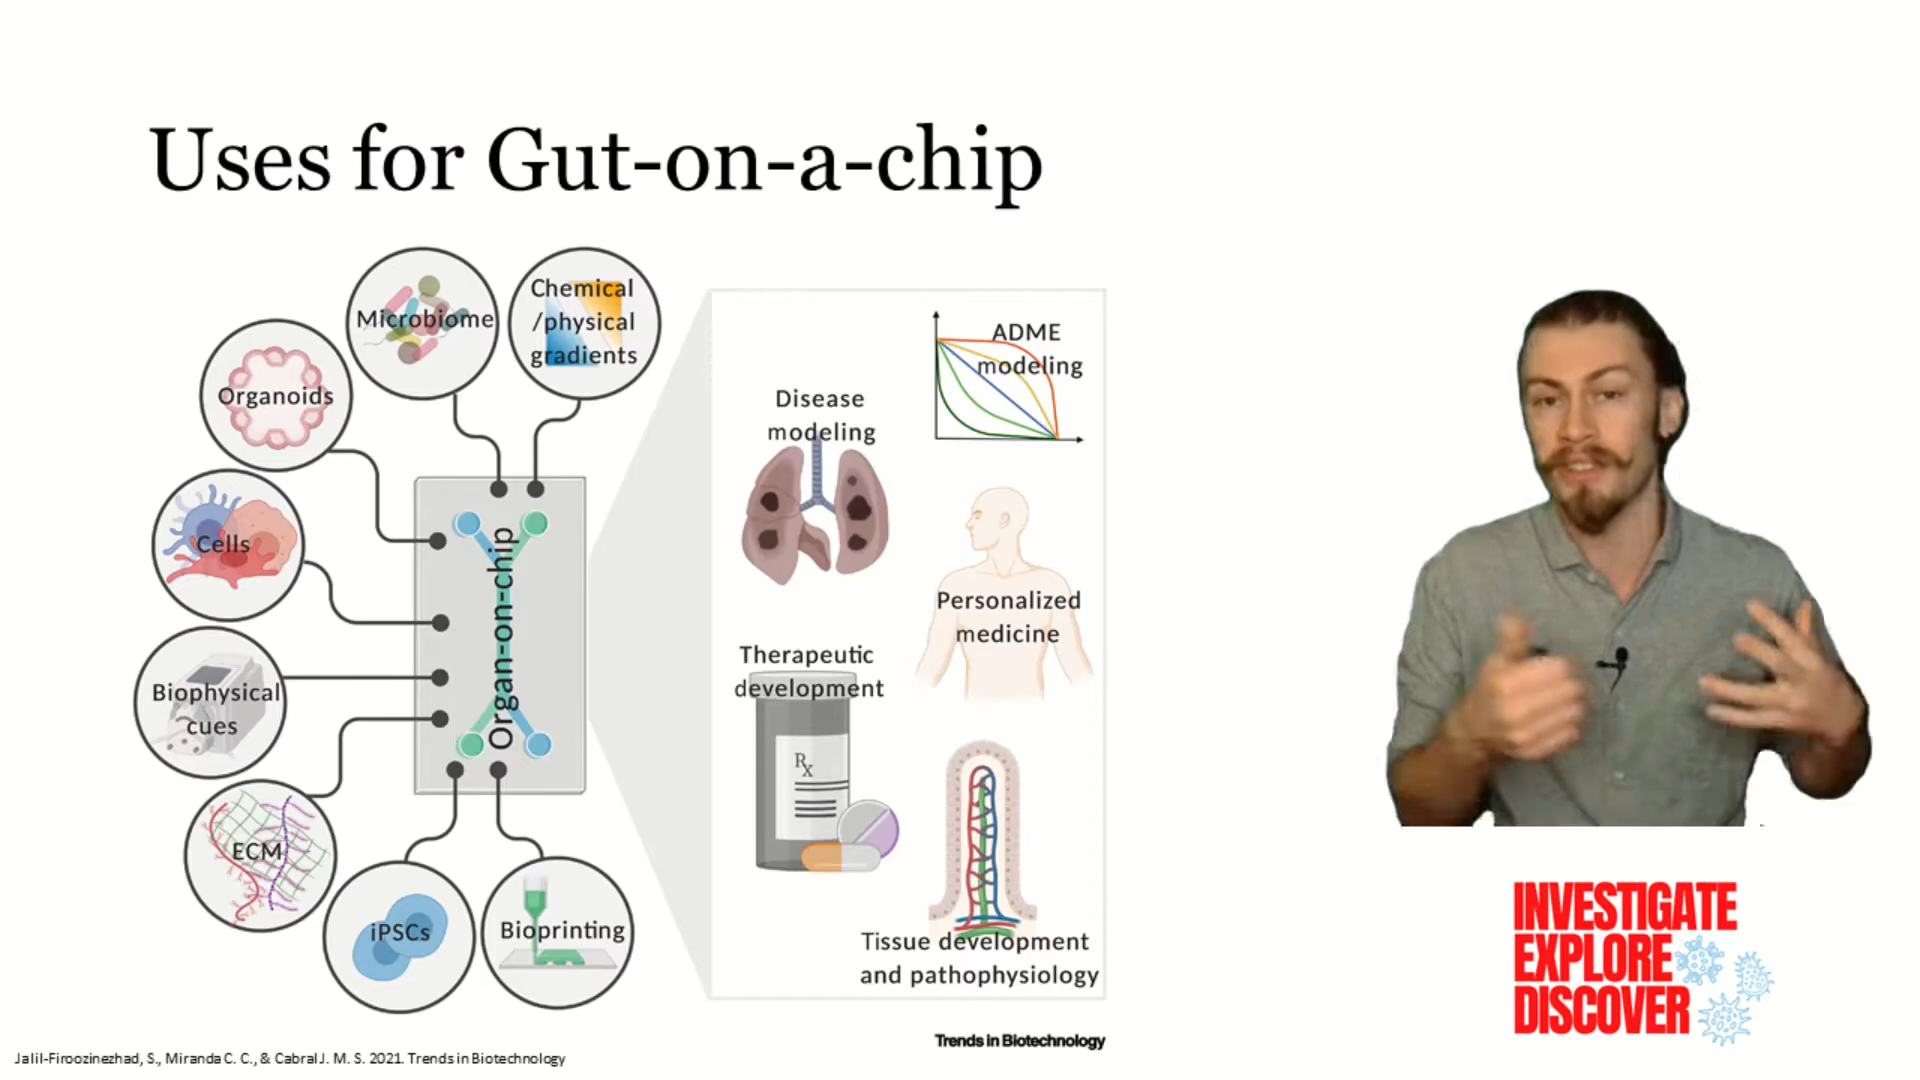 Uses for Gut-on-a-chip
Microbiome
Chemical
/physical
gradients
Organoids
Cells
Biophysical
cues
ECM
iPSCs
Bioprinting
Organ-on-chip
ADME
modeling
Disease
modeling
Personalized
medicine
Therapeutic
development
Rx
Tissue development
and pathophysiology
Trends in Biotechnology
Jalil-Firoozinezhad, S., Miranda C. C., & Cabral J. M. S. 2021. Trends in Biotechnology
INVESTIGATE
EXPLORE
DISCOVER